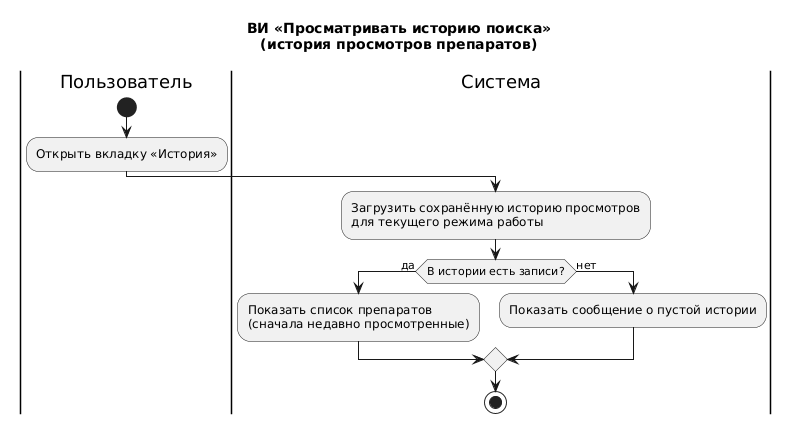 ВИ «Просматривать историю поиска»
(история просмотров препаратов)
Пользователь
Система
Открыть вкладку «История»
Загрузить сохранённую историю просмотров
для текущего режима работы
да
В истории есть записи?
нет
Показать список препаратов
(сначала недавно просмотренные)
Показать сообщение о пустой истории